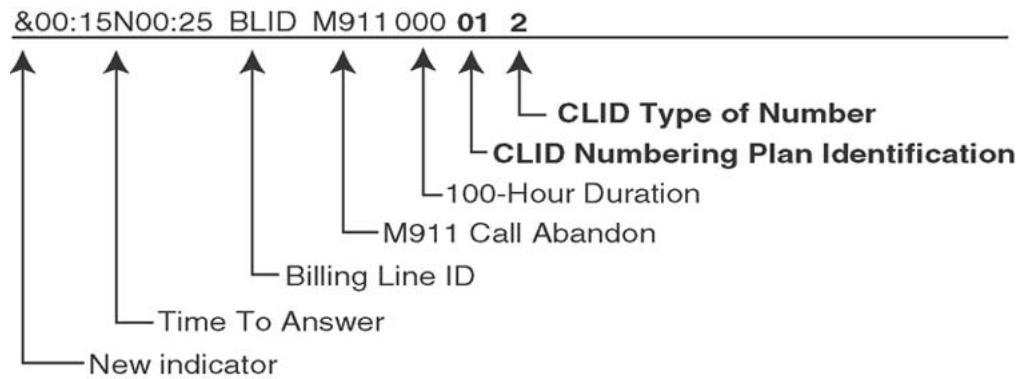 &00:15N00:25 BLID M911 000 01 2
CLID Type of Number
CLID Numbering Plan Identification
100-Hour Duration
M911 Call Abandon
Billing Line ID
Time To Answer
New indicator